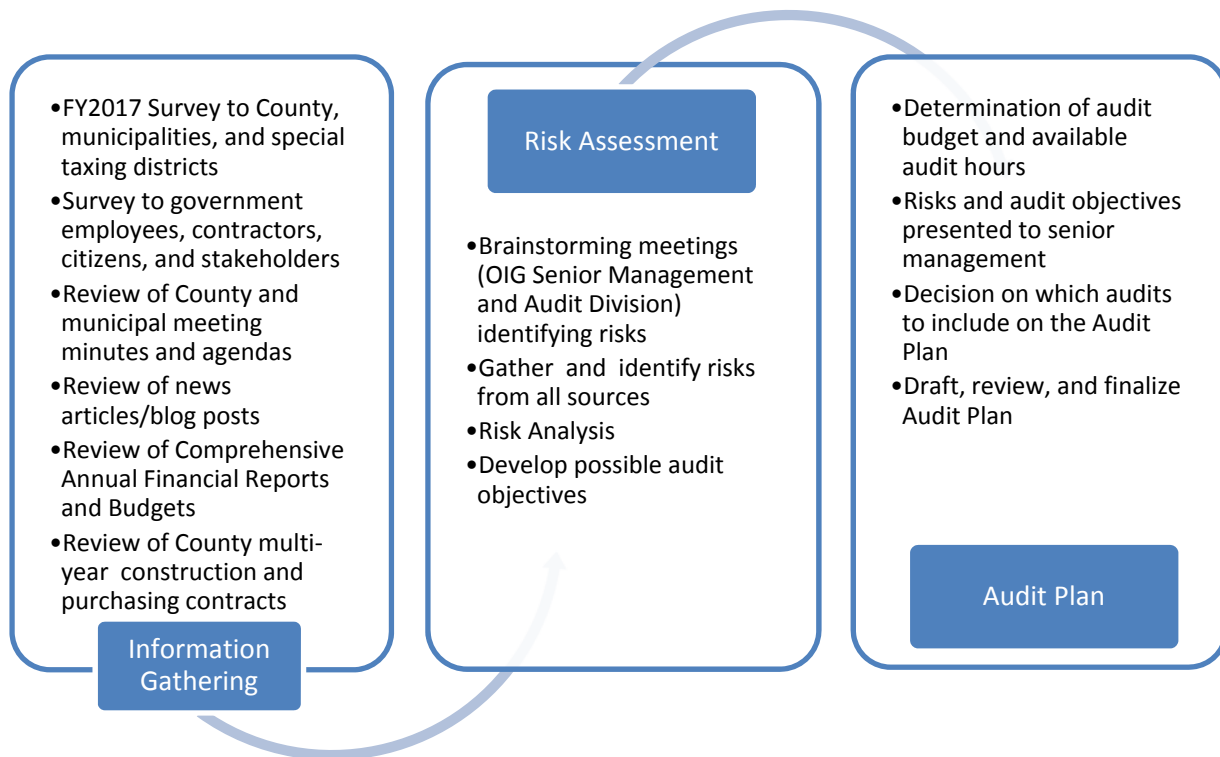 •FY2017 Survey to County,
municipalities, and special
taxing districts
•Survey to government
employees, contractors,
citizens, and stakeholders
•Review of County and
municipal meeting
minutes and agendas
•Review of news
articles/blog posts
•Review of Comprehensive
Annual Financial Reports
and Budgets
•Review of County multi-
year construction and
purchasing contracts
Information
Gathering
Risk Assessment
•Brainstorming meetings
(OIG Senior Management
and Audit Division)
identifying risks
•Gather and identify risks
from all sources
•Risk Analysis
•Develop possible audit
objectives
•Determination of audit
budget and available
audit hours
•Risks and audit objectives
presented to senior
management
•Decision on which audits
to include on the Audit
Plan
•Draft, review, and finalize
Audit Plan
Audit Plan